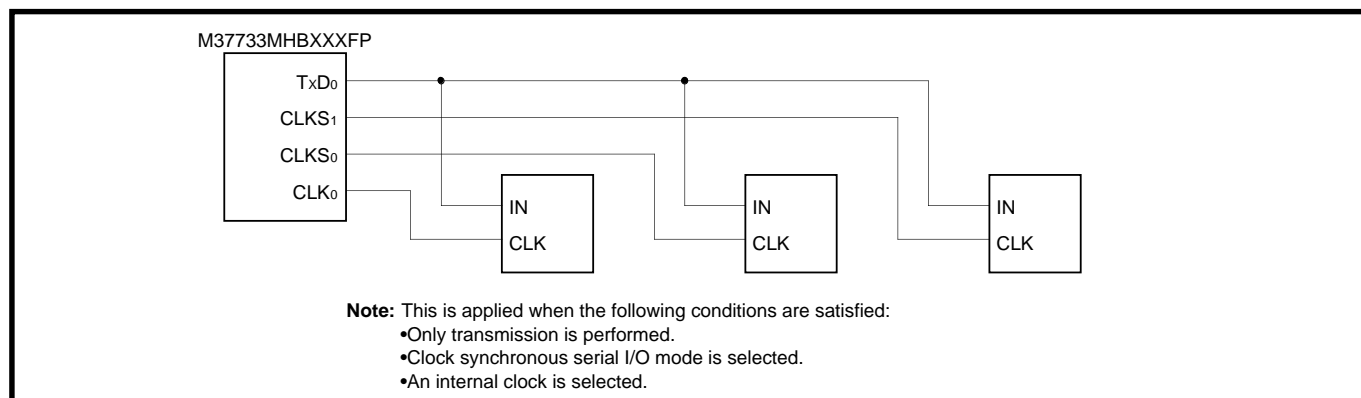 M37733MHBXXXFP
TxD0
CLKS1
CLKS0
CLK0
IN
CLK
IN
CLK
IN
CLK
Note: This is applied when the following conditions are satisfied:
•Only transmission is performed.
•Clock synchronous serial I/O mode is selected.
•An internal clock is selected.